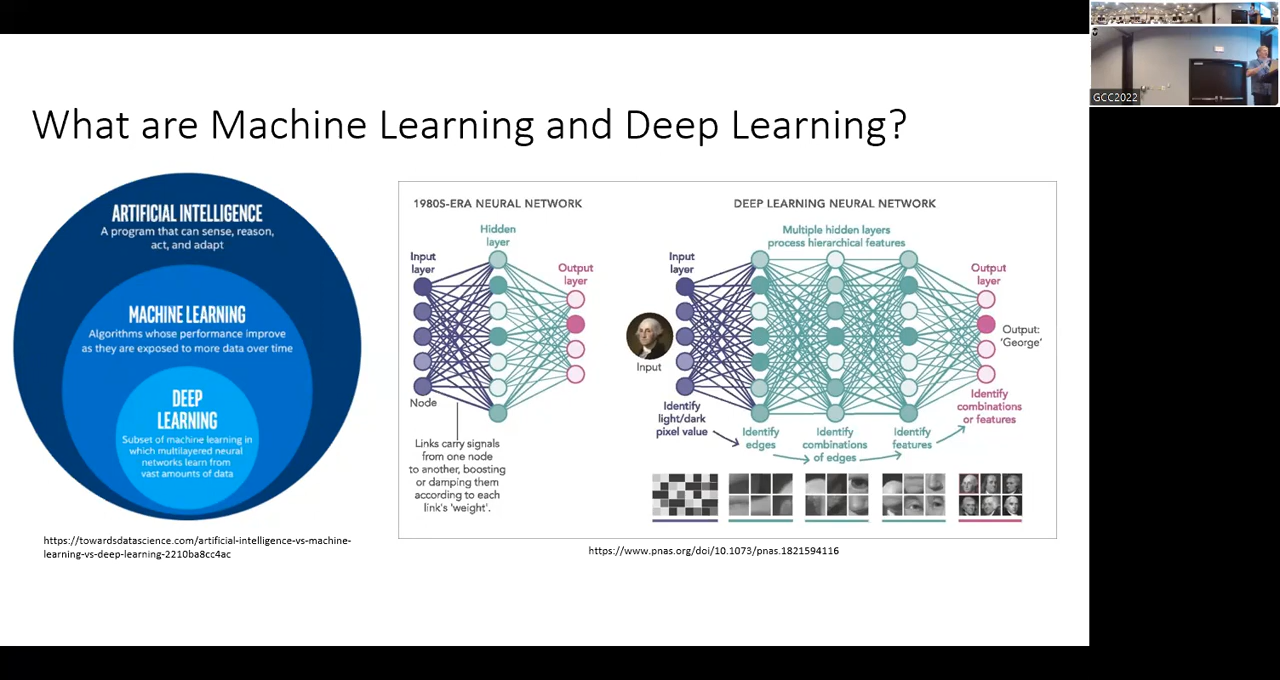 What are Machine Learning and Deep Learning?
ARTIFICIAL INTELLIGENCE
A program that can sense, reason,
act, and adapt
MACHINE LEARNING
Algorithms whose performance improve
as they are exposed to more data over time
DEEP
LEARNING
Subset of machine learning in
which multilayered neural
networks learn from
vast amounts of data
https://towardsdatascience.com/artificial-intelligence-vs-machine-
learning-vs-deep-learning-2210ba8cc4ac
1980S-ERA NEURAL NETWORK
Hidden
layer
Input
layer
Output
layer
Node
Links carry signals
from one node
to another, boosting
or damping them
according to each
link's 'weight'.
DEEP LEARNING NEURAL NETWORK
Multiple hidden layers
process hierarchical features
Input
layer
Output
layer
Input
Output:
'George'
Identify
light/dark
pixel value
Identify
edges
Identify
combinations
of edges
Identify
features
Identify
combinations
or features
https://www.pnas.org/doi/10.1073/pnas.1821594116
GCC2022